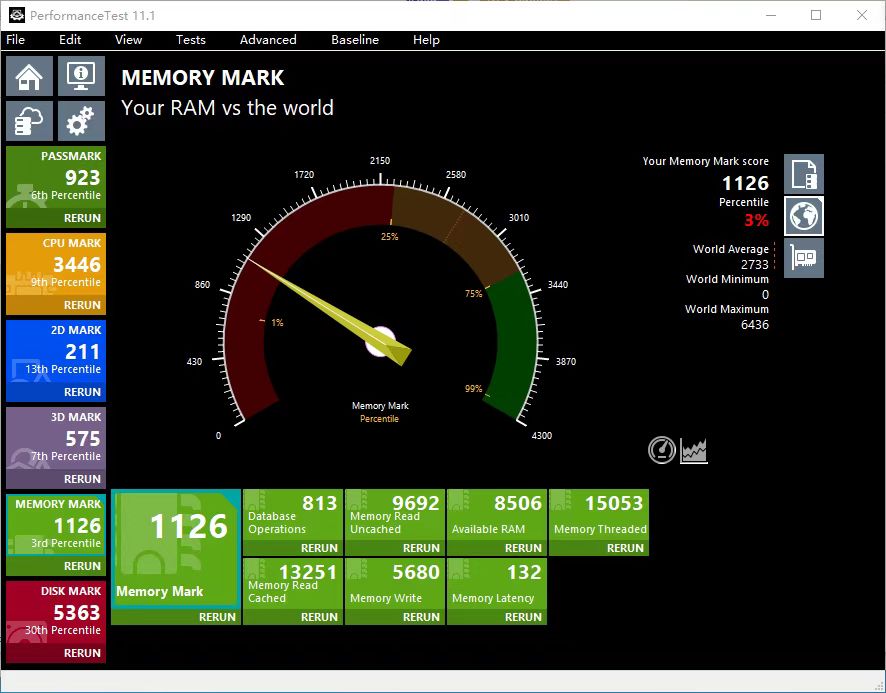 PerformanceTest 11.1
File Edit View Tests Advanced Baseline Help
MEMORY MARK
Your RAM vs the world
PASSMARK
923
6th Percentile
RERUN
CPU MARK
3446
9th Percentile
RERUN
2D MARK
211
13th Percentile
RERUN
3D MARK
575
7th Percentile
RERUN
MEMORY MARK
1126
3rd Percentile
RERUN
DISK MARK
5363
30th Percentile
RERUN
0
430
860
1290
1720
2150
2580
3010
3440
3870
4300
1%
25%
75%
99%
Memory Mark
Percentile
Your Memory Mark score
1126
Percentile
3%
World Average
2733
World Minimum
0
World Maximum
6436
1126
Memory Mark
RERUN
813
Database
Operations
RERUN
9692
Memory Read
Uncached
RERUN
8506
Available RAM
RERUN
15053
Memory Threaded
RERUN
13251
Memory Read
Cached
RERUN
5680
Memory Write
RERUN
132
Memory Latency
RERUN